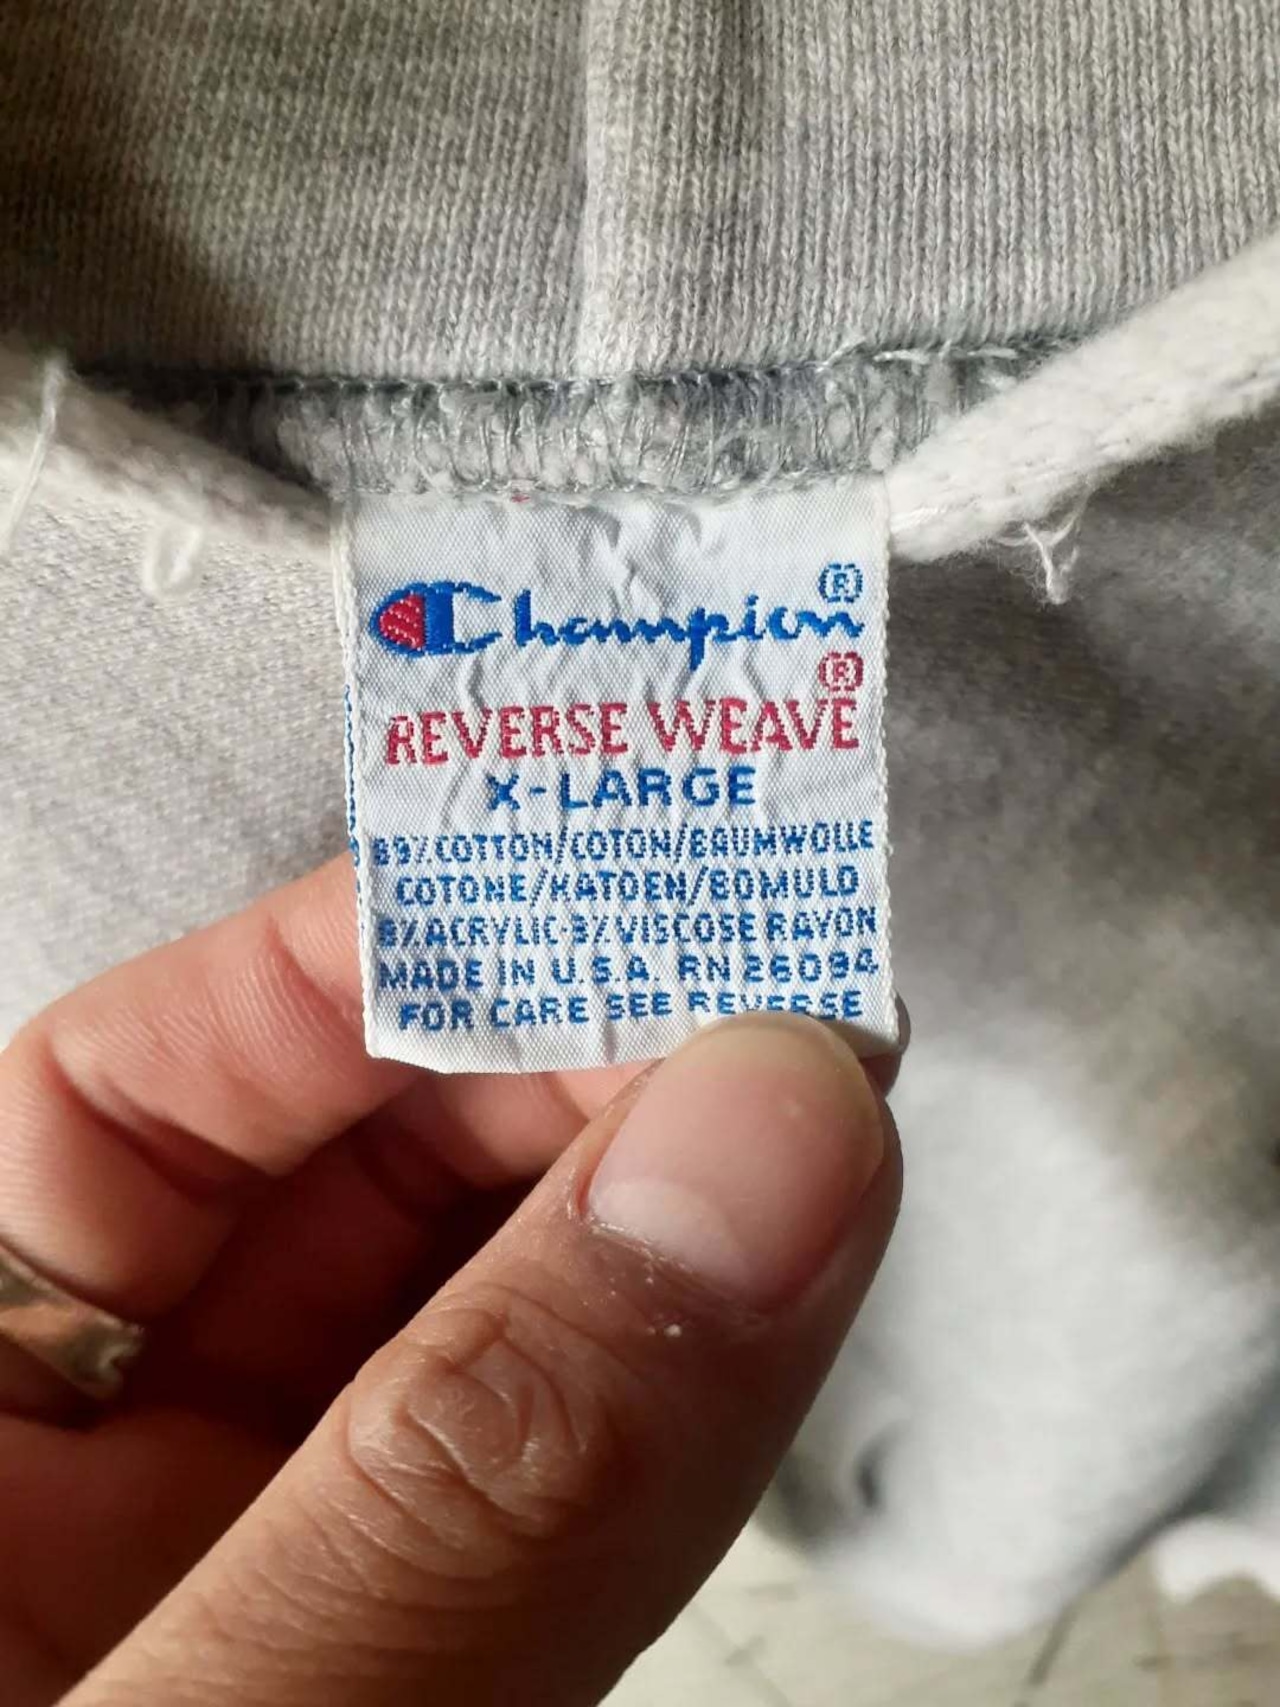 Champion®
REVERSE WEAVE®
X-LARGE
89% COTTON/COTON/BAUMWOLLE
COTONE/KATOEN/BOMULD
8% ACRYLIC·3% VISCOSE RAYON
MADE IN U.S.A. RN 26094
FOR CARE SEE REVERSE